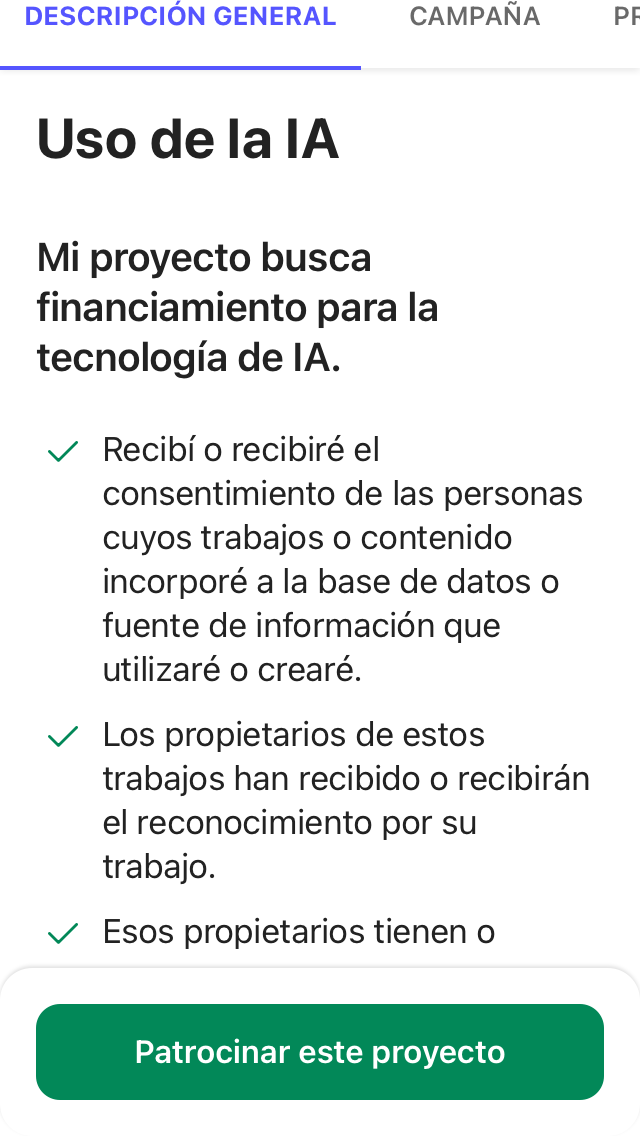 DESCRIPCIÓN GENERAL CAMPAÑA PR
Uso de la IA
Mi proyecto busca
financiamiento para la
tecnología de IA.
Recibí o recibiré el
consentimiento de las personas
cuyos trabajos o contenido
incorporé a la base de datos o
fuente de información que
utilizaré o crearé.
Los propietarios de estos
trabajos han recibido o recibirán
el reconocimiento por su
trabajo.
Esos propietarios tienen o
Patrocinar este proyecto